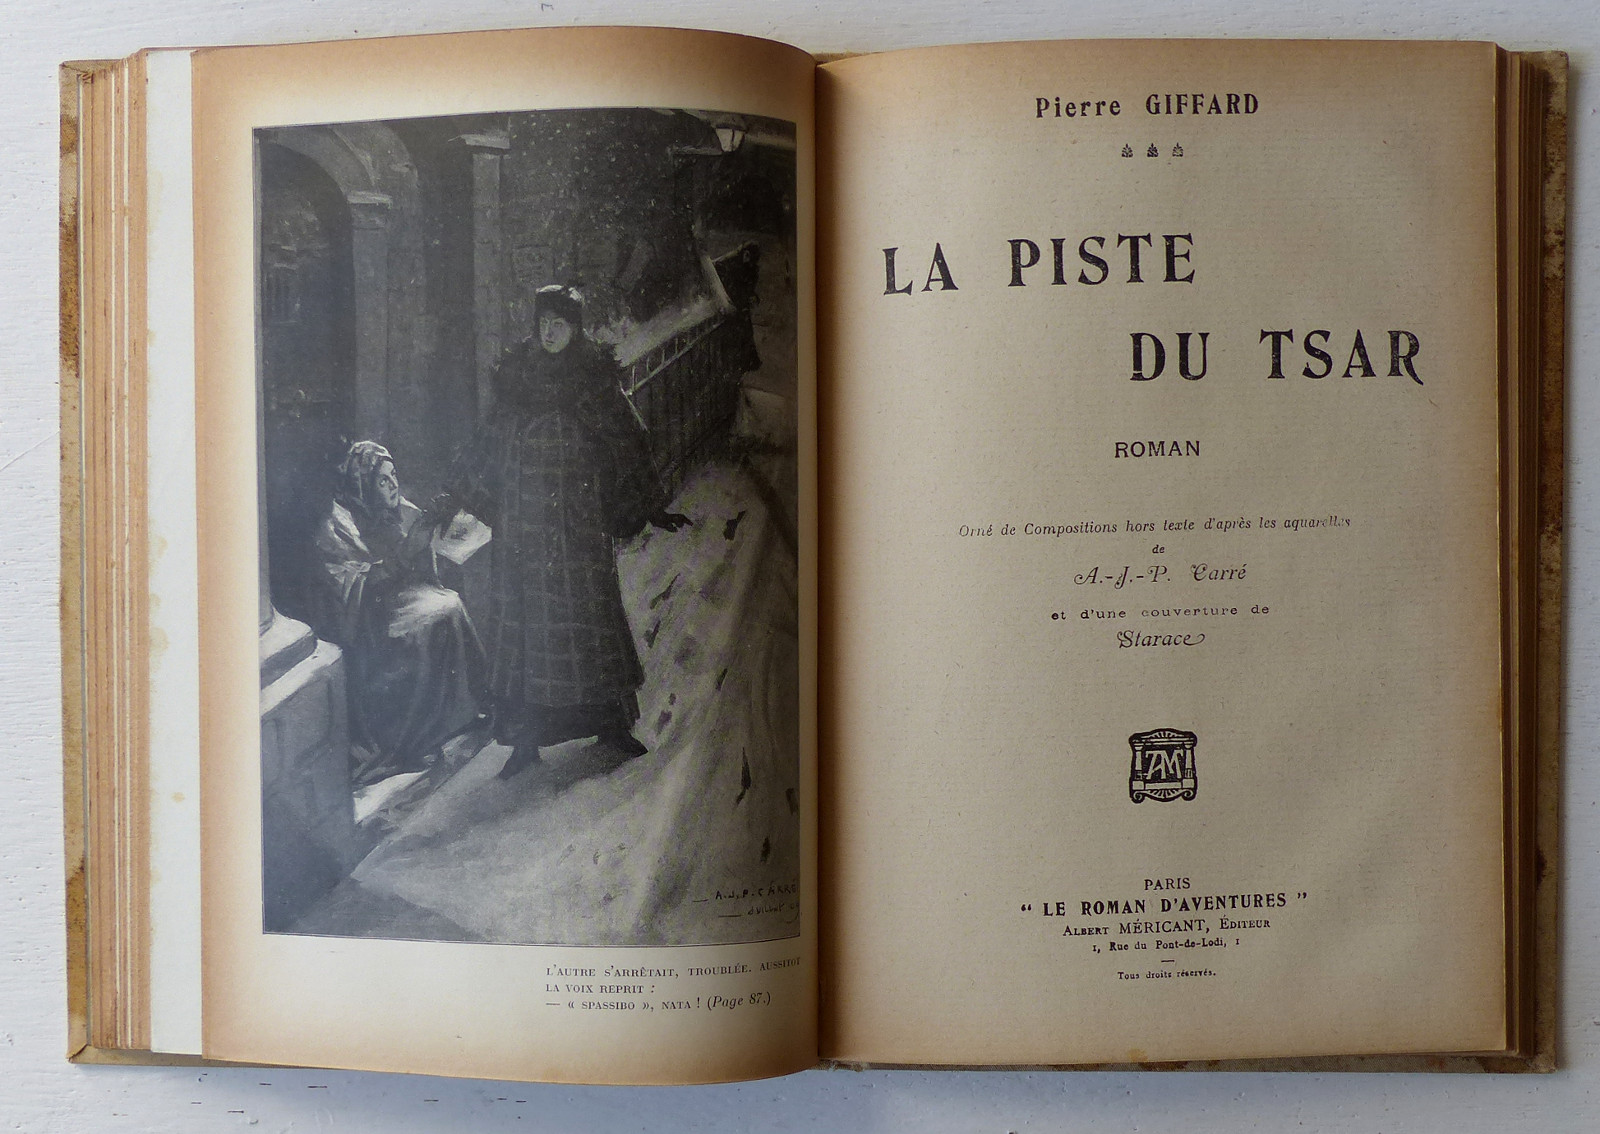 A.-J.-P. CARRÉ
L'AUTRE S'ARRÊTAIT, TROUBLÉE. AUSSITOT
LA VOIX REPRIT :
— « SPASSIBO », NATA ! (Page 87.)
Pierre GIFFARD
LA PISTE
DU TSAR
ROMAN
Orné de Compositions hors texte d'après les aquarelles
de
A.-J.-P. Carré
et d'une couverture de
Starace
AM
PARIS
“ LE ROMAN D'AVENTURES ”
ALBERT MÉRICANT, ÉDITEUR
1, Rue du Pont-de-Lodi, 1
Tous droits réservés.